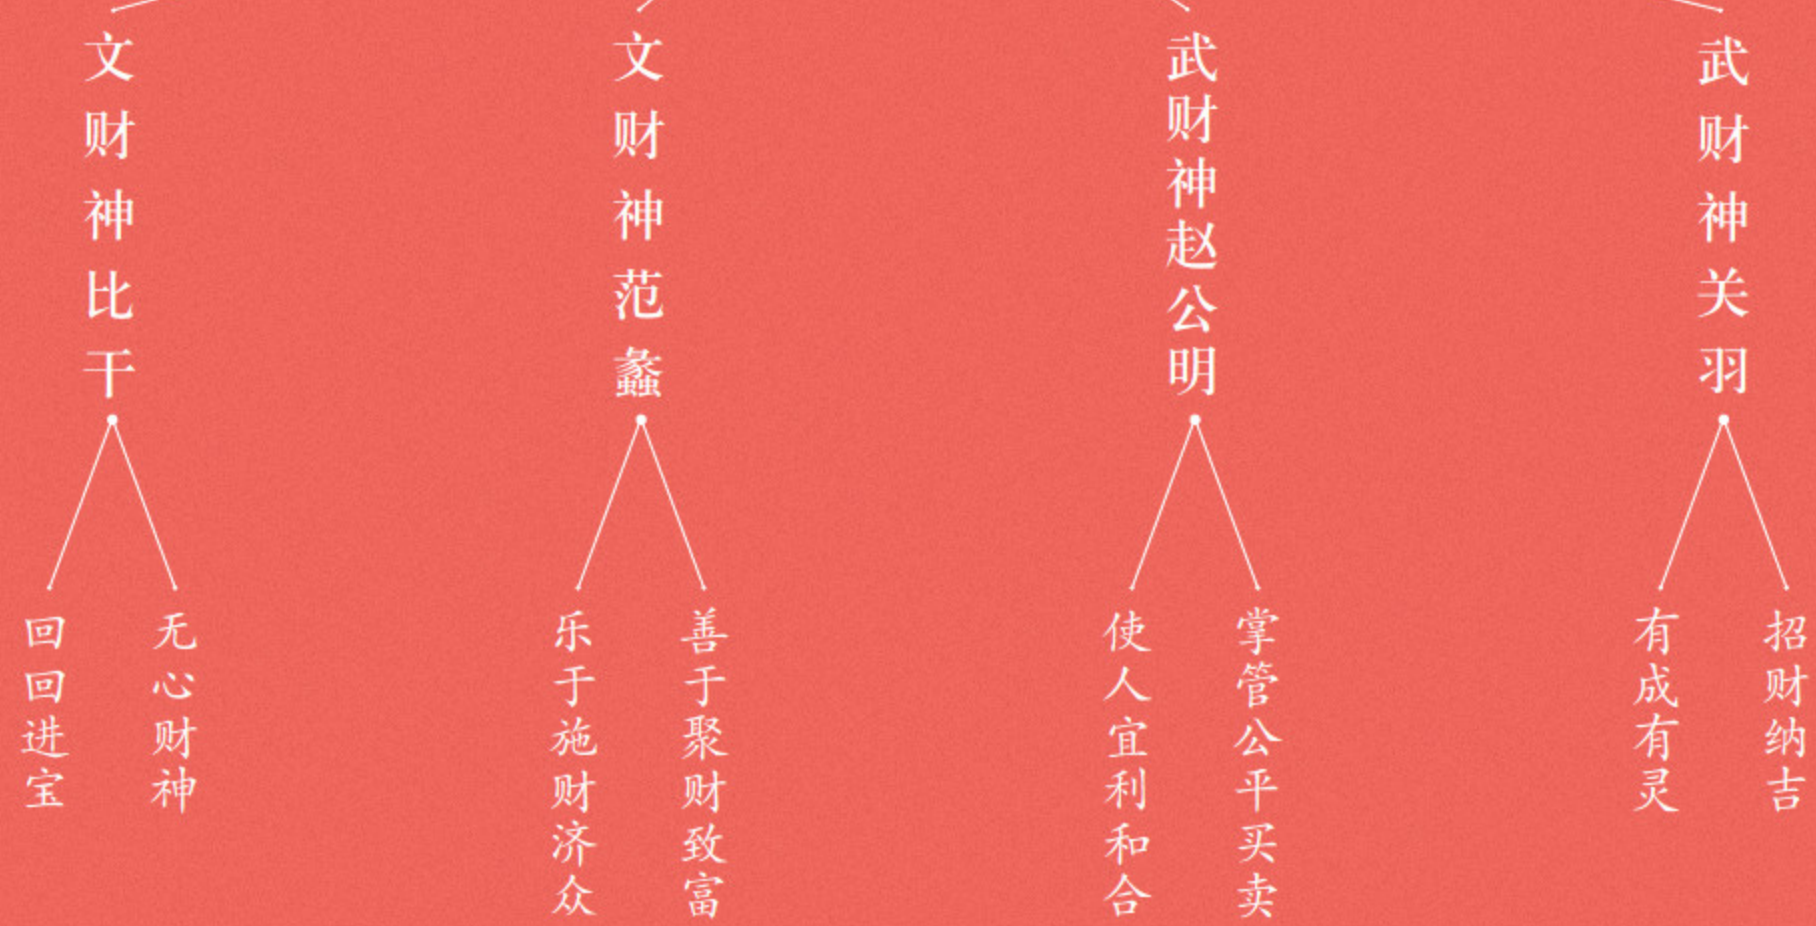 文财神比干
文财神范蠡
武财神赵公明
武财神关羽
回回进宝
无心财神
乐于施财济众
善于聚财致富
使人宜利和合
掌管公平买卖
有成有灵
招财纳吉